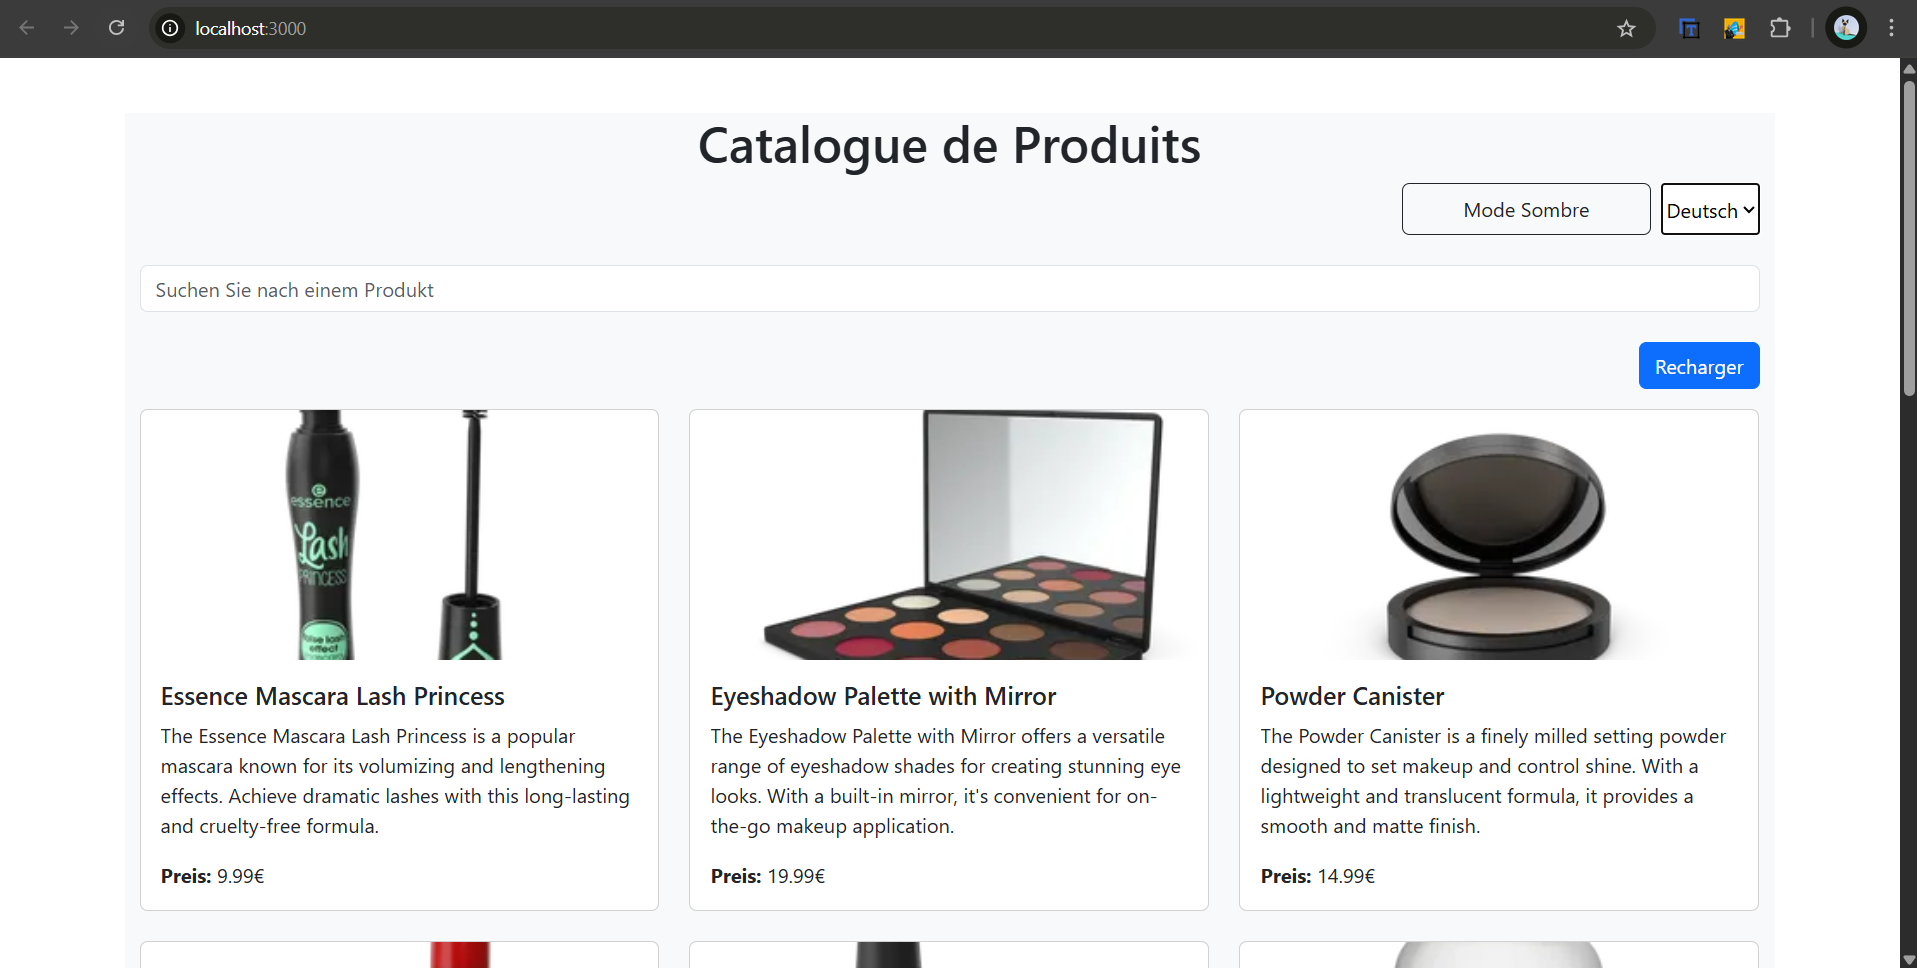 localhost:3000
Catalogue de Produits
Mode Sombre
Deutsch
Suchen Sie nach einem Produkt
Recharger
essence
Lash
PRINCESS
false lash
effect
Essence Mascara Lash Princess
The Essence Mascara Lash Princess is a popular
mascara known for its volumizing and lengthening
effects. Achieve dramatic lashes with this long-lasting
and cruelty-free formula.
Preis: 9.99€
Eyeshadow Palette with Mirror
The Eyeshadow Palette with Mirror offers a versatile
range of eyeshadow shades for creating stunning eye
looks. With a built-in mirror, it's convenient for on-
the-go makeup application.
Preis: 19.99€
Powder Canister
The Powder Canister is a finely milled setting powder
designed to set makeup and control shine. With a
lightweight and translucent formula, it provides a
smooth and matte finish.
Preis: 14.99€